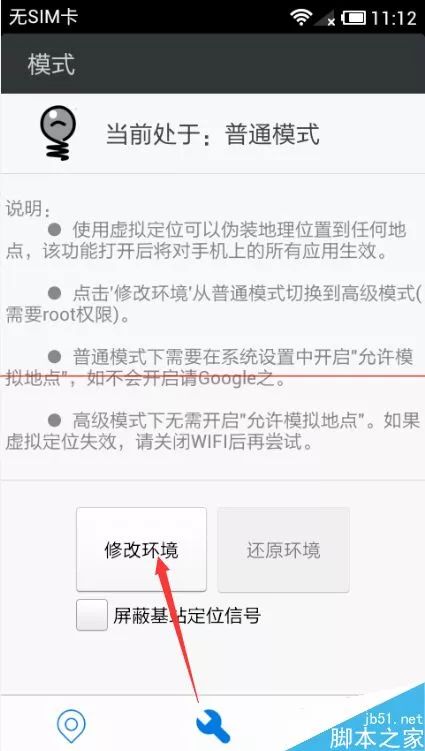 无SIM卡 11:12
模式
当前处于：普通模式
说明：
● 使用虚拟定位可以伪装地理位置到任何地
点，该功能打开后将对手机上的所有应用生效。
● 点击'修改环境'从普通模式切换到高级模式(
需要root权限)。
● 普通模式下需要在系统设置中开启"允许模
拟地点"，如不会开启请Google之。
● 高级模式下无需开启"允许模拟地点"。如果
虚拟定位失效，请关闭WIFI后再尝试。
修改环境 还原环境
屏蔽基站定位信号
jb51.net
脚本之家